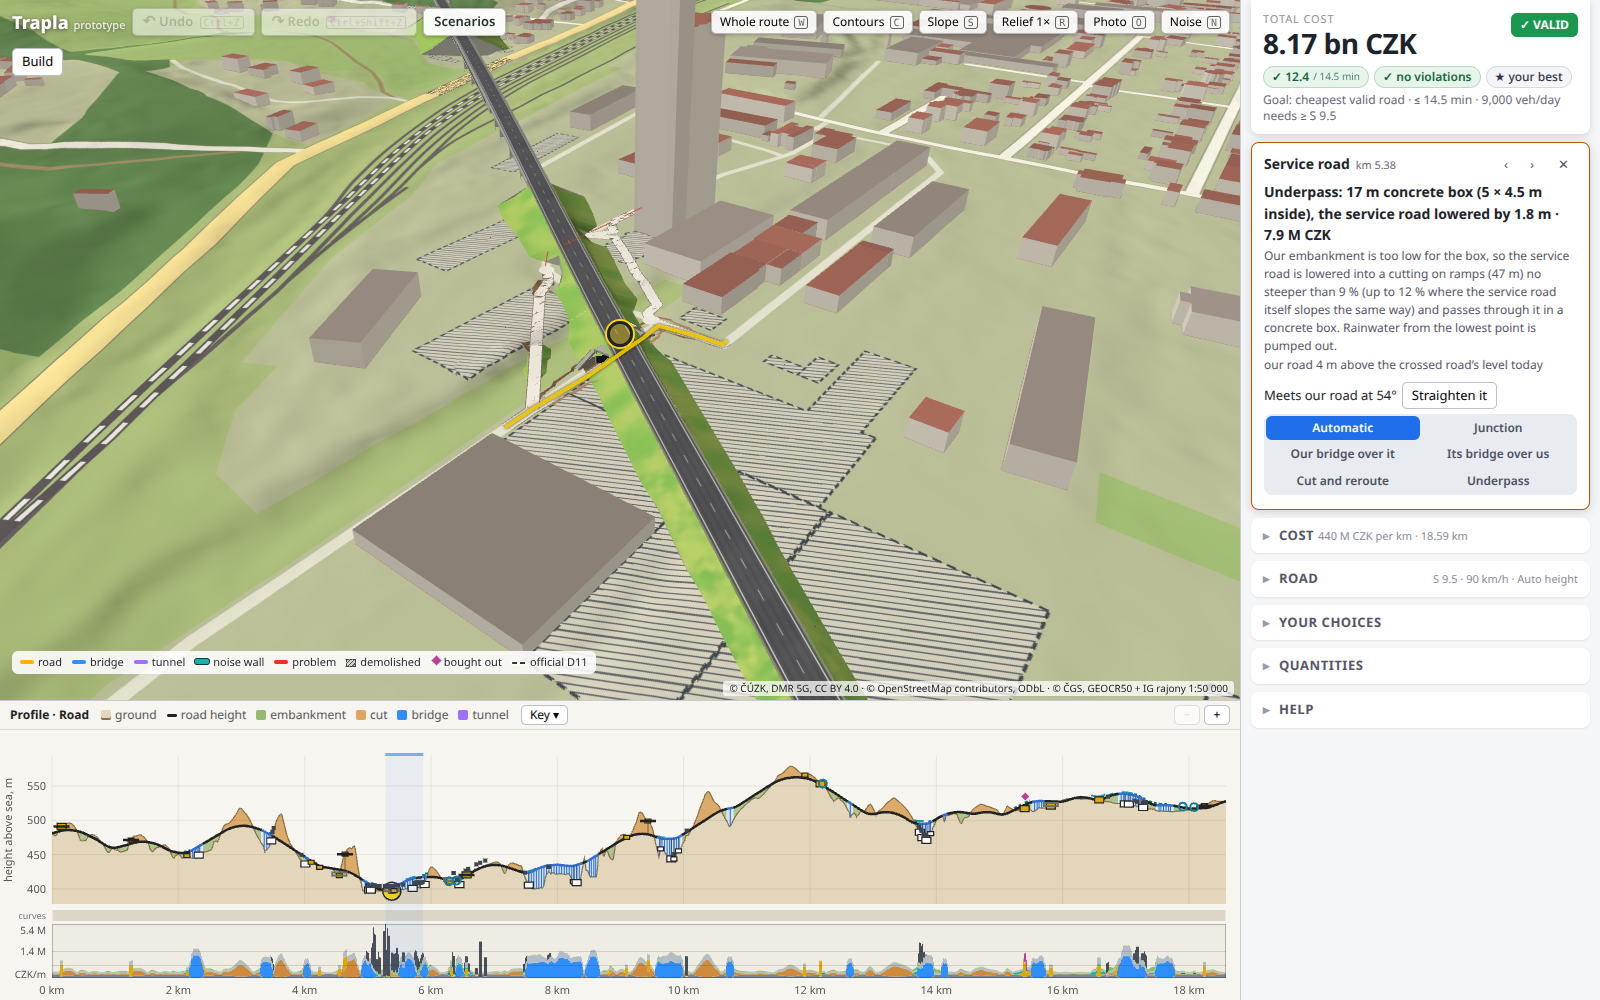 Trapla prototype
↶ Undo Ctrl+Z
↷ Redo Ctrl+Shift+Z
Scenarios
Whole route W
Contours C
Slope S
Relief 1× R
Photo O
Noise N
Build
road
bridge
tunnel
noise wall
problem
demolished
bought out
official D11
© ČÚZK, DMR 5G, CC BY 4.0 · © OpenStreetMap contributors, ODbL · © ČGS, GEOCR50 + IG rajony 1:50 000
TOTAL COST
8.17 bn CZK
✓ VALID
✓ 12.4 / 14.5 min
✓ no violations
★ your best
Goal: cheapest valid road · ≤ 14.5 min · 9,000 veh/day
needs ≥ S 9.5
Service road km 5.38
‹ › ✕
Underpass: 17 m concrete box (5 × 4.5 m
inside), the service road lowered by 1.8 m ·
7.9 M CZK
Our embankment is too low for the box, so the service
road is lowered into a cutting on ramps (47 m) no
steeper than 9 % (up to 12 % where the service road
itself slopes the same way) and passes through it in a
concrete box. Rainwater from the lowest point is
pumped out.
our road 4 m above the crossed road's level today
Meets our road at 54° Straighten it
Automatic
Junction
Our bridge over it
Its bridge over us
Cut and reroute
Underpass
▶ COST 440 M CZK per km · 18.59 km
▶ ROAD S 9.5 · 90 km/h · Auto height
▶ YOUR CHOICES
▶ QUANTITIES
▶ HELP
Profile · Road
ground
road height
embankment
cut
bridge
tunnel
Key ▾
−
+
height above sea, m
550
500
450
400
curves
5.4 M
1.4 M
CZK/m
0 km
2 km
4 km
6 km
8 km
10 km
12 km
14 km
16 km
18 km